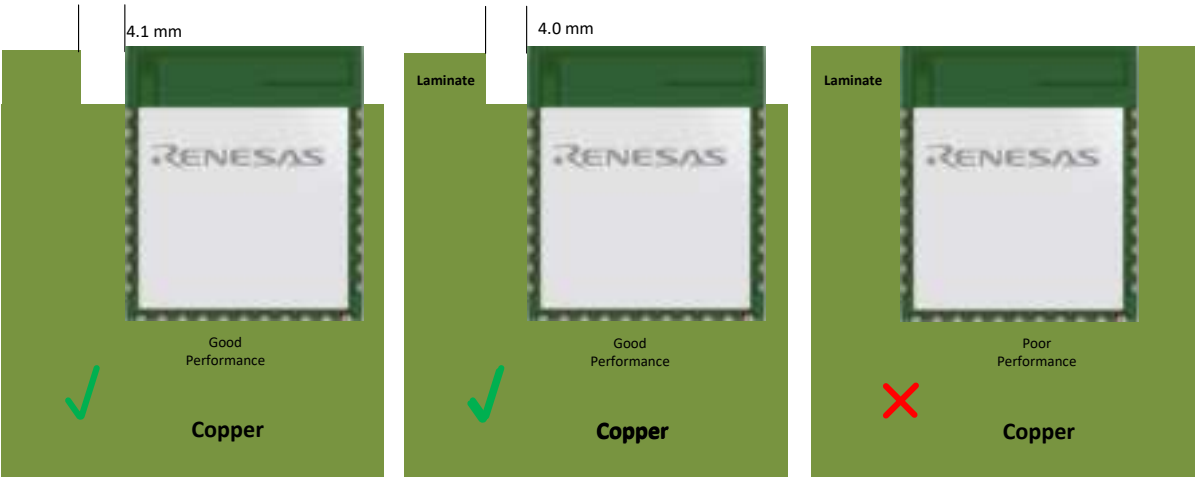 4.1 mm
RENESAS
Good
Performance
Copper
4.0 mm
Laminate
RENESAS
Good
Performance
Copper
Laminate
RENESAS
Poor
Performance
Copper